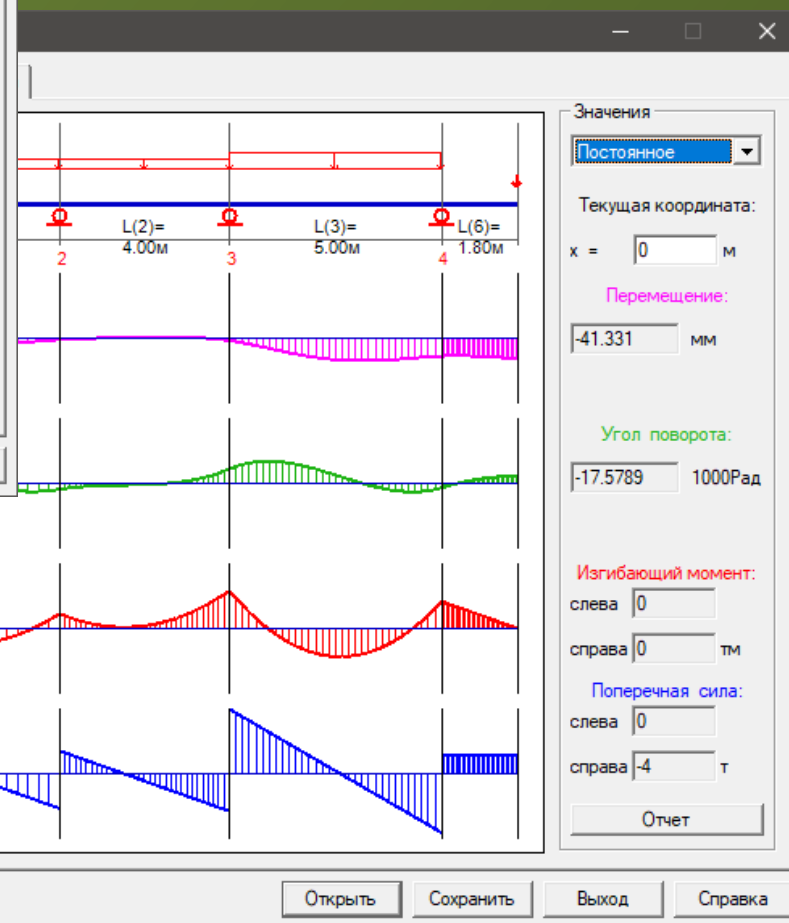 Значения
Постоянное
Текущая координата:
x = 0 м
Перемещение:
-41.331 мм
Угол поворота:
-17.5789 1000Рад
Изгибающий момент:
слева 0
справа 0 тм
Поперечная сила:
слева 0
справа -4 т
Отчет
L(2)= L(3)= L(6)=
4.00м 5.00м 1.80м
2 3 4
Открыть Сохранить Выход Справка